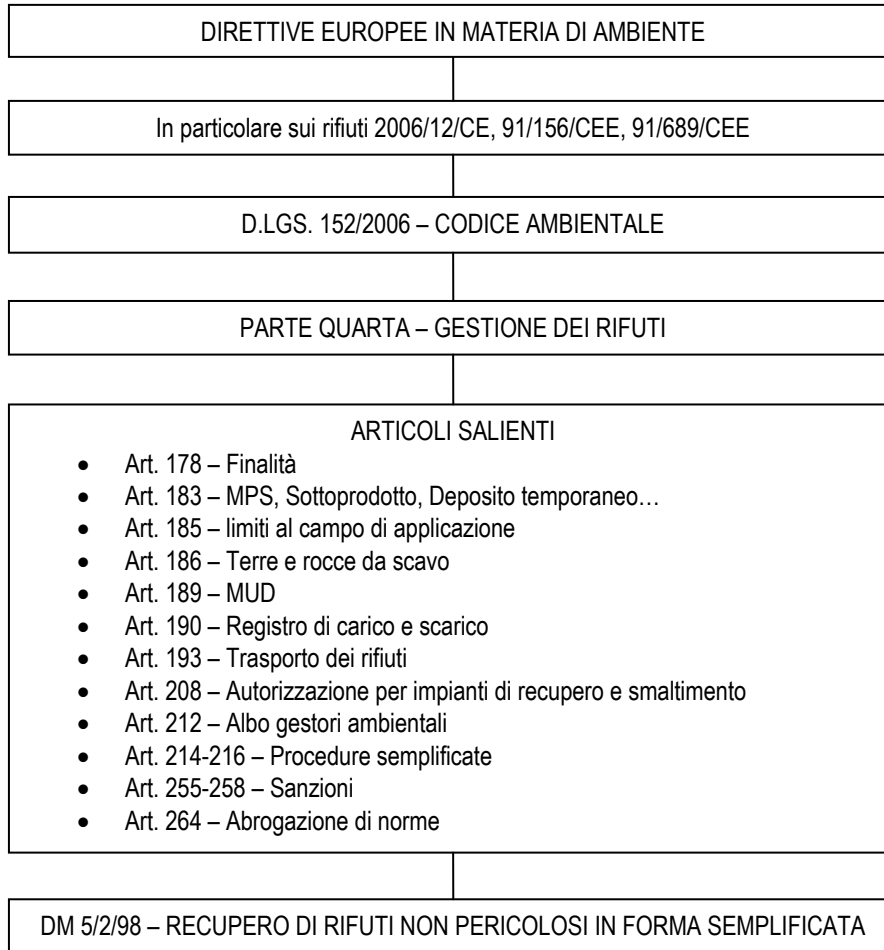 DIRETTIVE EUROPEE IN MATERIA DI AMBIENTE
In particolare sui rifiuti 2006/12/CE, 91/156/CEE, 91/689/CEE
D.LGS. 152/2006 – CODICE AMBIENTALE
PARTE QUARTA – GESTIONE DEI RIFIUTI
ARTICOLI SALIENTI
• Art. 178 – Finalità
• Art. 183 – MPS, Sottoprodotto, Deposito temporaneo…
• Art. 185 – limiti al campo di applicazione
• Art. 186 – Terre e rocce da scavo
• Art. 189 – MUD
• Art. 190 – Registro di carico e scarico
• Art. 193 – Trasporto dei rifiuti
• Art. 208 – Autorizzazione per impianti di recupero e smaltimento
• Art. 212 – Albo gestori ambientali
• Art. 214-216 – Procedure semplificate
• Art. 255-258 – Sanzioni
• Art. 264 – Abrogazione di norme
DM 5/2/98 – RECUPERO DI RIFIUTI NON PERICOLOSI IN FORMA SEMPLIFICATA